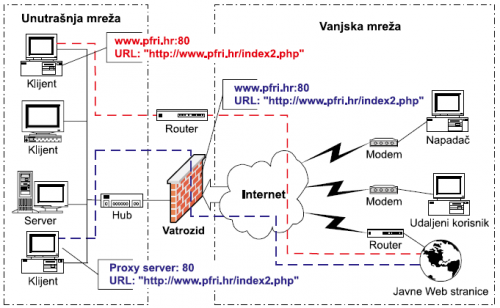 Unutrašnja mreža
Vanjska mreža
www.pfri.hr:80
URL: "http://www.pfri.hr/index2.php"
Klijent
www.pfri.hr:80
URL: "http://www.pfri.hr/index2.php"
Router
Napadač
Modem
Klijent
Internet
Modem
Server
Hub
Vatrozid
Udaljeni korisnik
Router
Klijent
Proxy server: 80
URL: "http://www.pfri.hr/index2.php"
Javne Web stranice